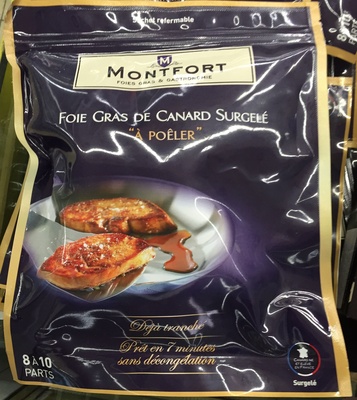 Sachet refermable
M
MONTFORT
FOIES GRAS & GASTRONOMIE
FOIE GRAS DE CANARD SURGELÉ
"À POÊLER"
Déjà tranché
Prêt en 7 minutes
sans décongélation
8 À 10
PARTS
Surgelé